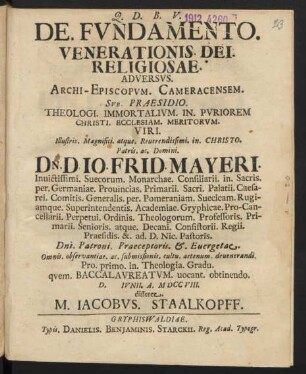 Q. D. B. V.
DE. FVNDAMENTO.
VENERATIONIS. DEI.
RELIGIOSAE.
ADVERSVS.
ARCHI-EPISCOPVM. CAMERACENSEM.
SVB. PRAESIDIO.
THEOLOGI. IMMORTALIVM. IN. PVRIOREM
CHRISTI. ECCLESIAM. MERITORVM.
VIRI.
Illustris. Magnifici. atque. Reverendissimi. in. CHRISTO.
Patris. ac. Domini.
DN. D. IO. FRID. MAYERI.
Invictissimi. Suecorum. Monarchae. Consiliarii. in. Sacris.
per. Germaniae. Prouincias. Primarii. Sacri. Palatii. Caesa-
rei. Comitis. Generalis. per. Pomeraniam. Suecicam. Rugi-
amque. Superintendentis. Academiae. Gryphicae. Pro-Can-
cellarii. Perpetui. Ordinis. Theologorum. Professoris. Pri-
marii. Senioris. atque. Decani. Consistorii. Regii.
Praesidis. &. ad. D. Nic. Pastoris.
Dni. Patroni. Praeceptoris. &. Euergetae.
Omnis. observantiae. ac. submissionis. cultu. aetenum. devenerandi.
Pro. primo. in. Theologia. Gradu.
qvem. BACCALAVREATVM. uocant. obtinendo.
D. IVNII. A. MDCCVIII.
disseret.
M. IACOBVS. STAALKOPFF.
GRYPHISWALDIAE.
Typis. DANIELIS. BENJAMINIS. STARCKII. Reg. Acad. Typogr.